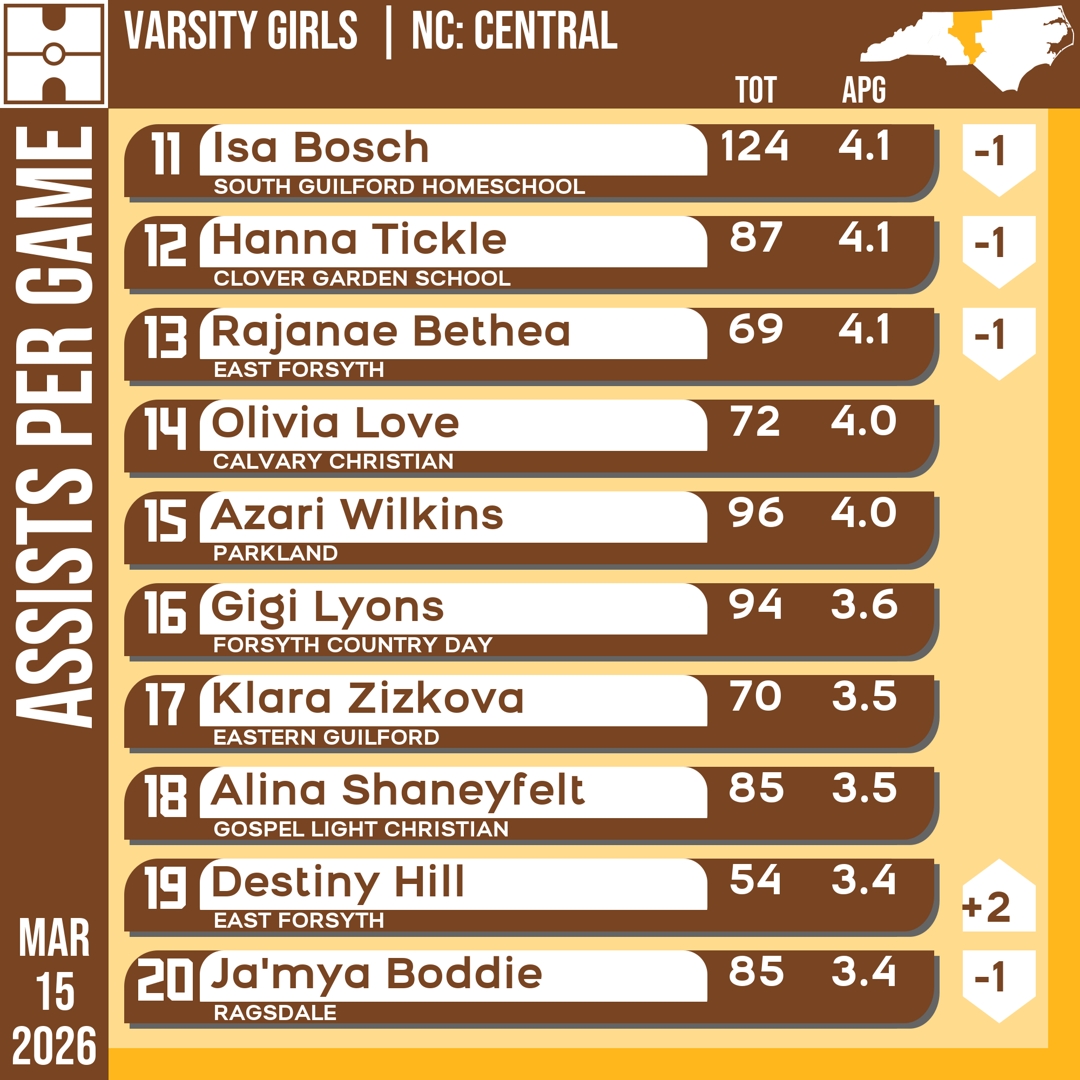 VARSITY GIRLS | NC: CENTRAL
TOT APG
ASSISTS PER GAME
11 Isa Bosch 124 4.1 -1
SOUTH GUILFORD HOMESCHOOL
12 Hanna Tickle 87 4.1 -1
CLOVER GARDEN SCHOOL
13 Rajanae Bethea 69 4.1 -1
EAST FORSYTH
14 Olivia Love 72 4.0
CALVARY CHRISTIAN
15 Azari Wilkins 96 4.0
PARKLAND
16 Gigi Lyons 94 3.6
FORSYTH COUNTRY DAY
17 Klara Zizkova 70 3.5
EASTERN GUILFORD
18 Alina Shaneyfelt 85 3.5
GOSPEL LIGHT CHRISTIAN
19 Destiny Hill 54 3.4 +2
EAST FORSYTH
20 Ja'mya Boddie 85 3.4 -1
RAGSDALE
MAR
15
2026